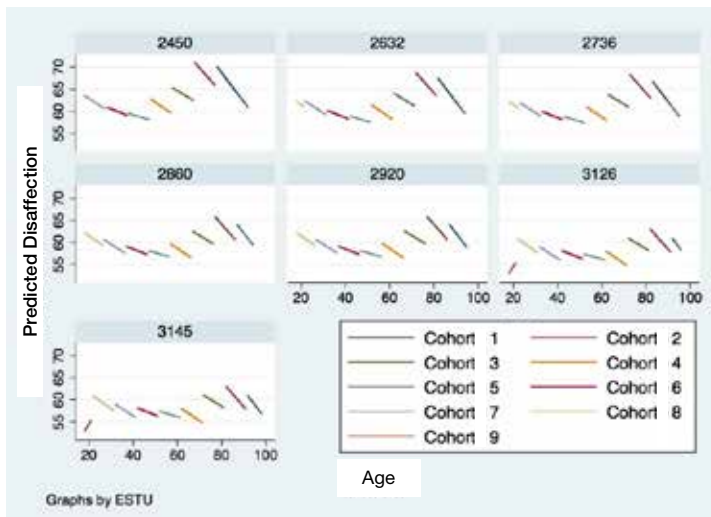 2450 2632 2736
70
65
60
55
2860 2920 3126
70
65
60
55
Predicted Disaffection
20 40 60 80 100 20 40 60 80 100
3145
70
65
60
55
20 40 60 80 100
Cohort 1 Cohort 2
Cohort 3 Cohort 4
Cohort 5 Cohort 6
Cohort 7 Cohort 8
Cohort 9
Age
Graphs by ESTU